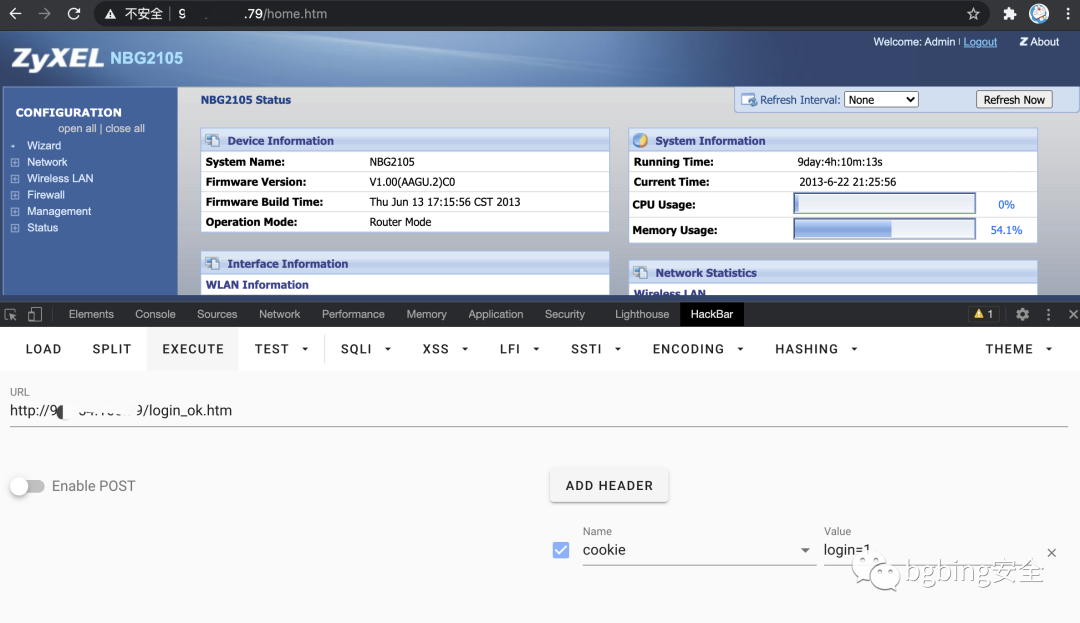 不安全 9 .79/home.htm
ZyXEL NBG2105
Welcome: Admin | Logout Z About
CONFIGURATION
open all | close all
Wizard
Network
Wireless LAN
Firewall
Management
Status
NBG2105 Status
Refresh Interval: None Refresh Now
Device Information
System Name: NBG2105
Firmware Version: V1.00(AAGU.2)C0
Firmware Build Time: Thu Jun 13 17:15:56 CST 2013
Operation Mode: Router Mode
Interface Information
WLAN Information
System Information
Running Time: 9day:4h:10m:13s
Current Time: 2013-6-22 21:25:56
CPU Usage: 0%
Memory Usage: 54.1%
Network Statistics
Wireless LAN
Elements Console Sources Network Performance Memory Application Security Lighthouse HackBar 1
LOAD SPLIT EXECUTE TEST SQLI XSS LFI SSTI ENCODING HASHING THEME
URL
http://9 9/login_ok.htm
Enable POST
ADD HEADER
Name Value
cookie login=1
bgbing安全